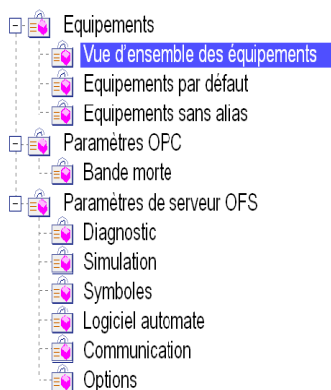 Equipements
Vue d'ensemble des équipements
Equipements par défaut
Equipements sans alias
Paramètres OPC
Bande morte
Paramètres de serveur OFS
Diagnostic
Simulation
Symboles
Logiciel automate
Communication
Options